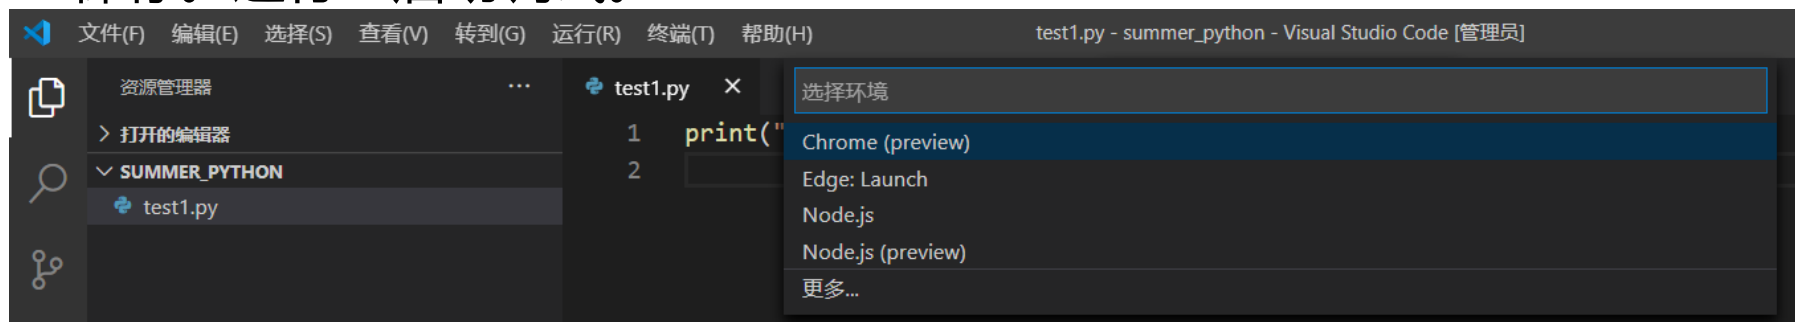 文件(F) 编辑(E) 选择(S) 查看(V) 转到(G) 运行(R) 终端(T) 帮助(H) test1.py - summer_python - Visual Studio Code [管理员]
资源管理器 ...
打开的编辑器
SUMMER_PYTHON
test1.py
test1.py
1 print("
2
选择环境
Chrome (preview)
Edge: Launch
Node.js
Node.js (preview)
更多...